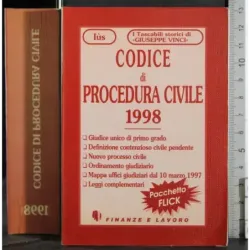 CODICE DI PROCEDURA CIVILE
1998
Iùs
I Tascabili storici di
«GIUSEPPE VINCI»
CODICE
di
PROCEDURA CIVILE
1998
Giudice unico di primo grado
Definizione contenzioso civile pendente
Nuovo processo civile
Ordinamento giudiziario
Mappa uffici giudiziari dal 10 marzo 1997
Leggi complementari
Pacchetto
FLICK
FINANZE E LAVORO